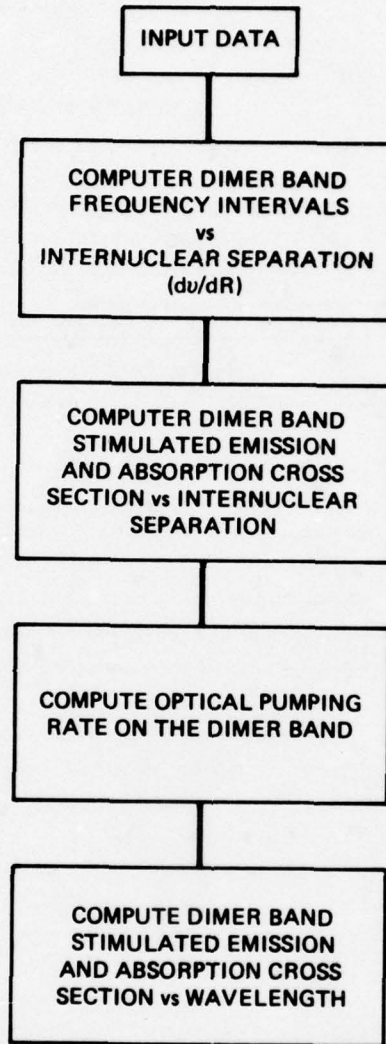 INPUT DATA
COMPUTER DIMER BAND
FREQUENCY INTERVALS
vs
INTERNUCLEAR SEPARATION
(dυ/dR)
COMPUTER DIMER BAND
STIMULATED EMISSION
AND ABSORPTION CROSS
SECTION vs INTERNUCLEAR
SEPARATION
COMPUTE OPTICAL PUMPING
RATE ON THE DIMER BAND
COMPUTE DIMER BAND
STIMULATED EMISSION
AND ABSORPTION CROSS
SECTION vs WAVELENGTH